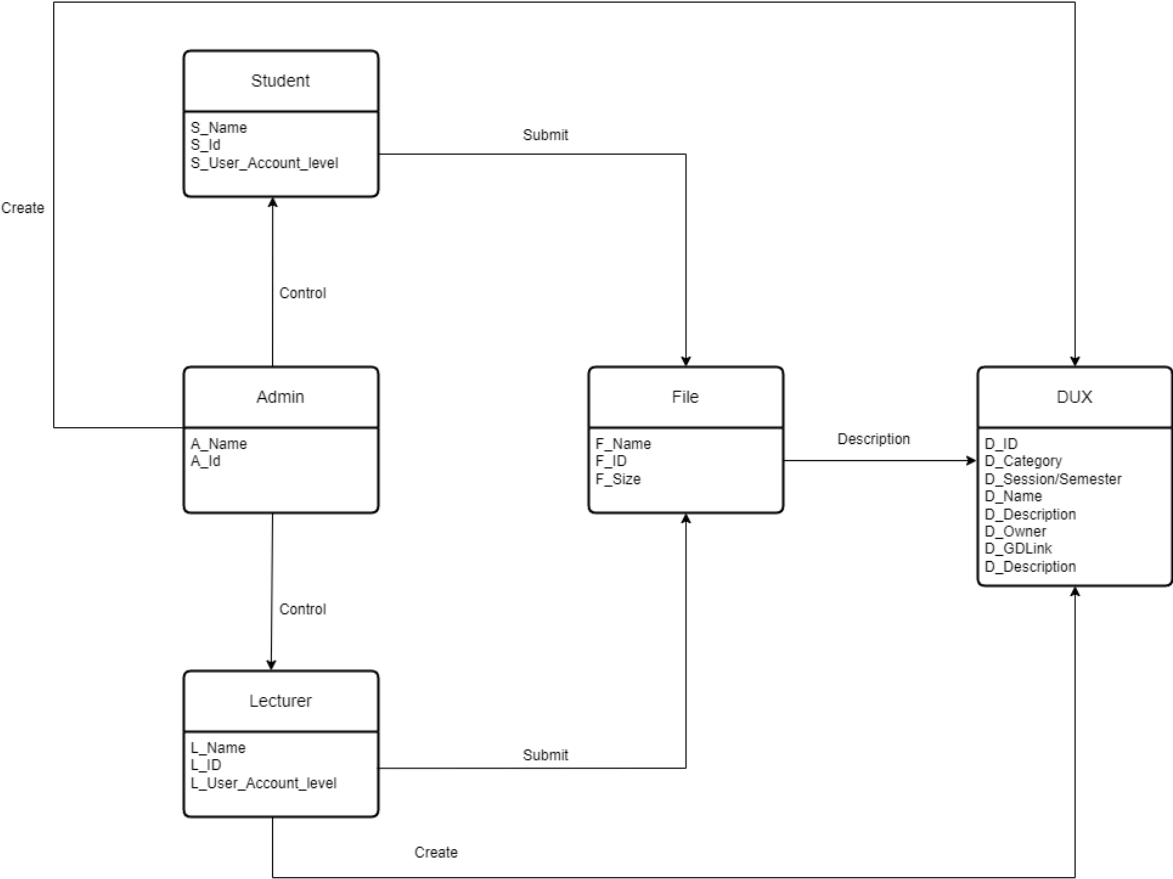 Student
S_Name
S_Id
S_User_Account_level
Submit
Create
Control
Admin
A_Name
A_Id
File
F_Name
F_ID
F_Size
Description
DUX
D_ID
D_Category
D_Session/Semester
D_Name
D_Description
D_Owner
D_GDLink
D_Description
Control
Lecturer
L_Name
L_ID
L_User_Account_level
Submit
Create